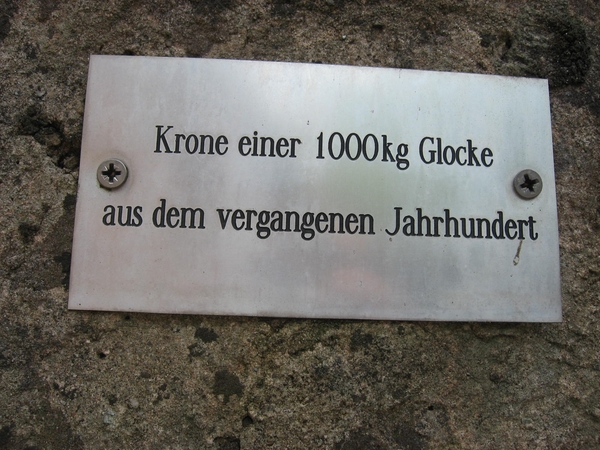 Krone einer 1000kg Glocke
aus dem vergangenen Jahrhundert